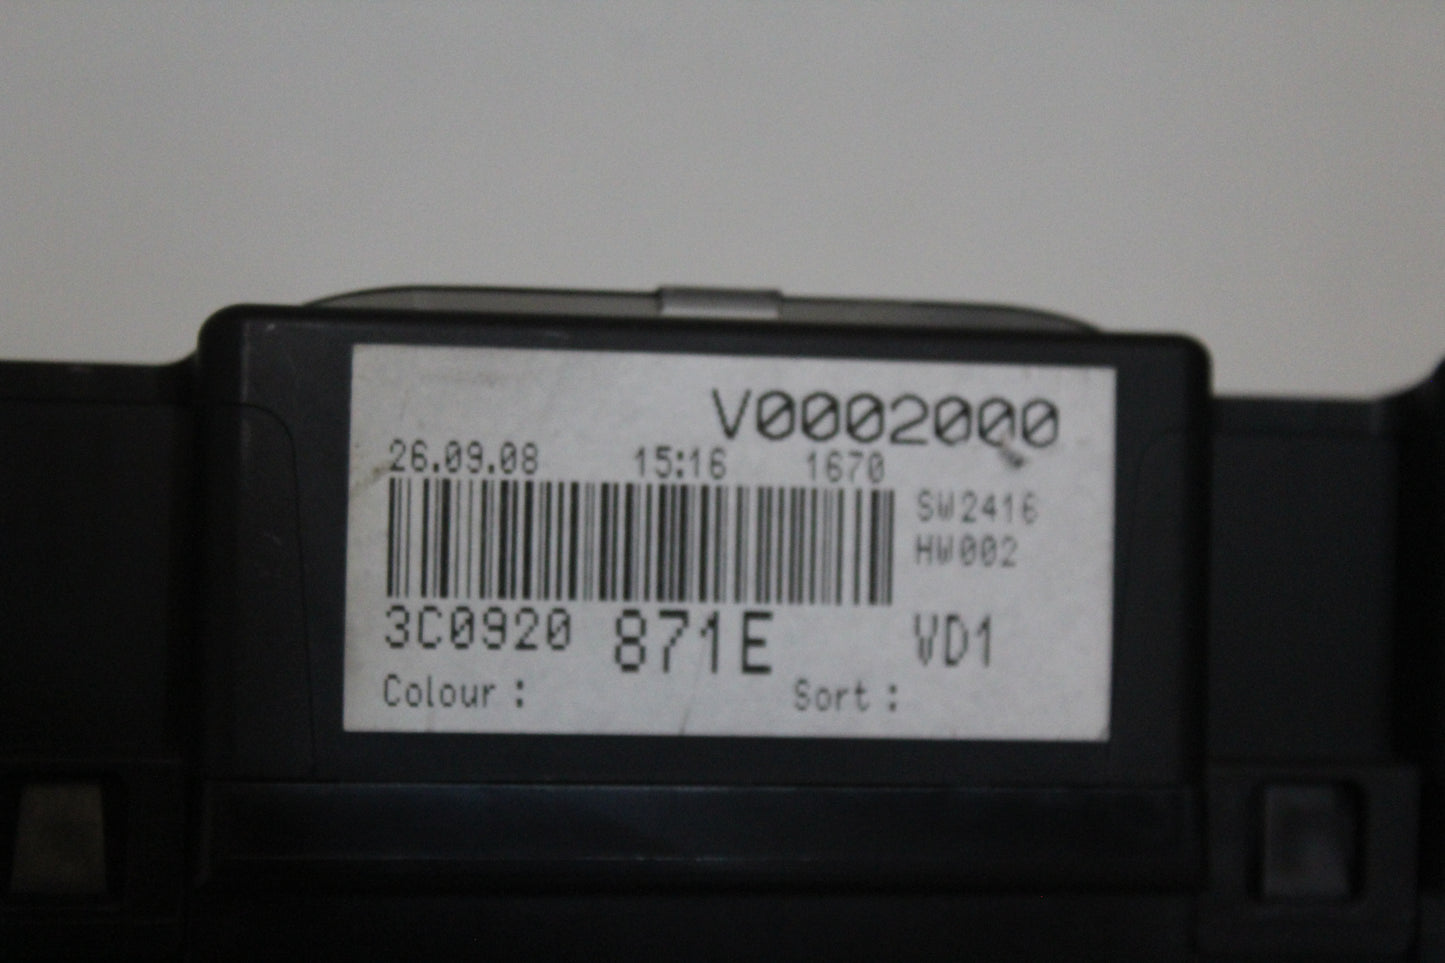 V0002000
26.09.08 15:16 1670
SW2416
HW002
3C0920 871E VD1
Colour : Sort :